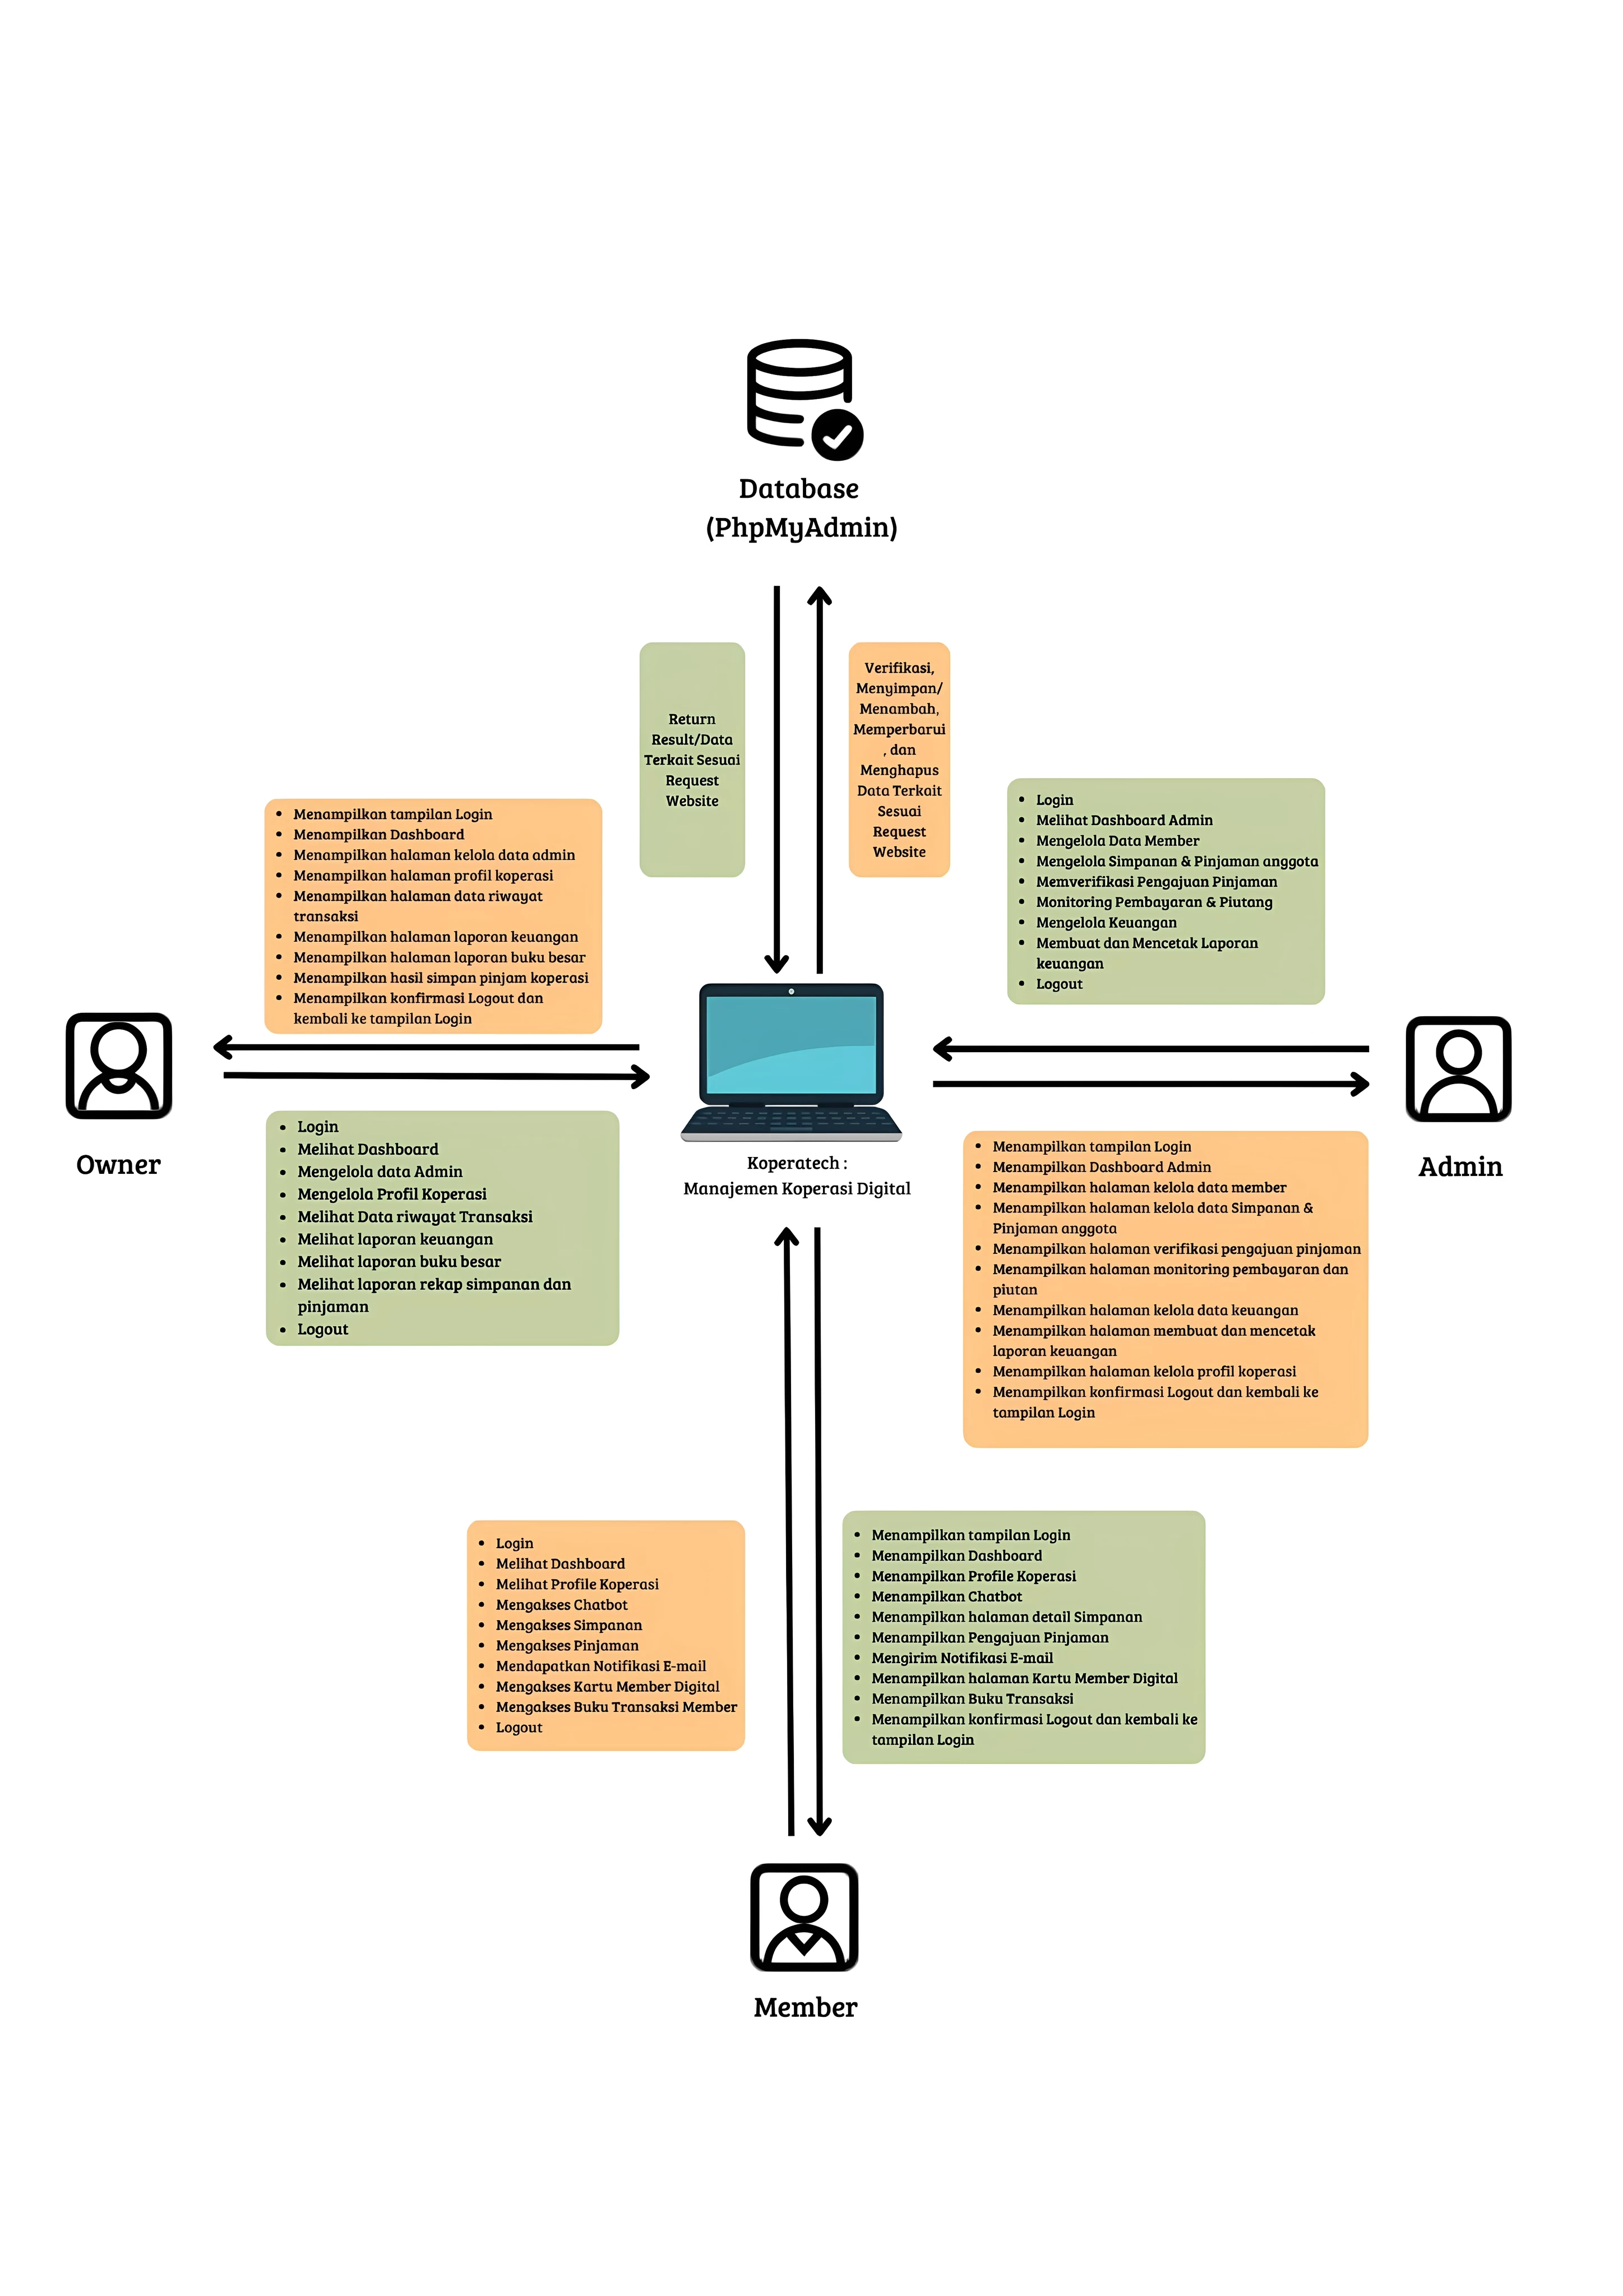 Database
(PhpMyAdmin)
Return
Result/Data
Terkait Sesuai
Request
Website
Verifikasi,
Menyimpan/
Menambah,
Memperbarui
, dan
Menghapus
Data Terkait
Sesuai
Request
Website
• Menampilkan tampilan Login
• Menampilkan Dashboard
• Menampilkan halaman kelola data admin
• Menampilkan halaman profil koperasi
• Menampilkan halaman data riwayat
transaksi
• Menampilkan halaman laporan keuangan
• Menampilkan halaman laporan buku besar
• Menampilkan hasil simpan pinjam koperasi
• Menampilkan konfirmasi Logout dan
kembali ke tampilan Login
• Login
• Melihat Dashboard Admin
• Mengelola Data Member
• Mengelola Simpanan & Pinjaman anggota
• Memverifikasi Pengajuan Pinjaman
• Monitoring Pembayaran & Piutang
• Mengelola Keuangan
• Membuat dan Mencetak Laporan
keuangan
• Logout
Owner
• Login
• Melihat Dashboard
• Mengelola data Admin
• Mengelola Profil Koperasi
• Melihat Data riwayat Transaksi
• Melihat laporan keuangan
• Melihat laporan buku besar
• Melihat laporan rekap simpanan dan
pinjaman
• Logout
Koperatech :
Manajemen Koperasi Digital
• Menampilkan tampilan Login
• Menampilkan Dashboard Admin
• Menampilkan halaman kelola data member
• Menampilkan halaman kelola data Simpanan &
Pinjaman anggota
• Menampilkan halaman verifikasi pengajuan pinjaman
• Menampilkan halaman monitoring pembayaran dan
piutan
• Menampilkan halaman kelola data keuangan
• Menampilkan halaman membuat dan mencetak
laporan keuangan
• Menampilkan halaman kelola profil koperasi
• Menampilkan konfirmasi Logout dan kembali ke
tampilan Login
Admin
• Login
• Melihat Dashboard
• Melihat Profile Koperasi
• Mengakses Chatbot
• Mengakses Simpanan
• Mengakses Pinjaman
• Mendapatkan Notifikasi E-mail
• Mengakses Kartu Member Digital
• Mengakses Buku Transaksi Member
• Logout
• Menampilkan tampilan Login
• Menampilkan Dashboard
• Menampilkan Profile Koperasi
• Menampilkan Chatbot
• Menampilkan halaman detail Simpanan
• Menampilkan Pengajuan Pinjaman
• Mengirim Notifikasi E-mail
• Menampilkan halaman Kartu Member Digital
• Menampilkan Buku Transaksi
• Menampilkan konfirmasi Logout dan kembali ke
tampilan Login
Member